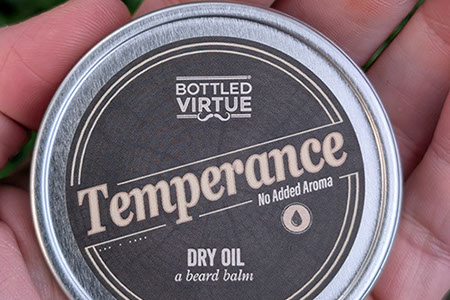 BOTTLED®
VIRTUE
Temperance
No Added Aroma
DRY OIL
a beard balm